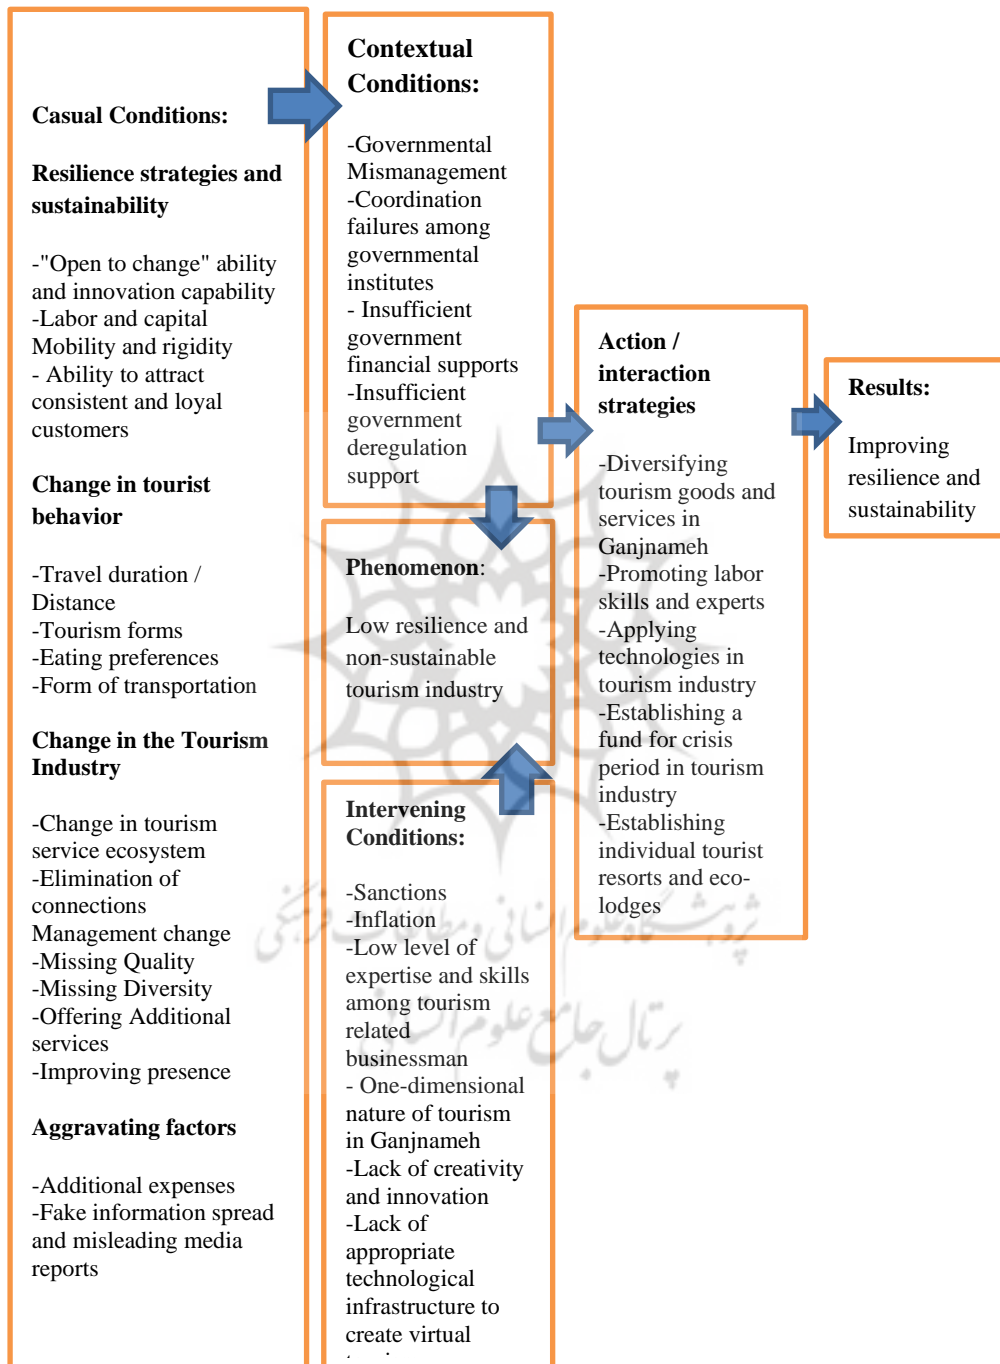 Casual Conditions:
Resilience strategies and
sustainability
-"Open to change" ability
and innovation capability
-Labor and capital
Mobility and rigidity
- Ability to attract
consistent and loyal
customers
Change in tourist
behavior
-Travel duration /
Distance
-Tourism forms
-Eating preferences
-Form of transportation
Change in the Tourism
Industry
-Change in tourism
service ecosystem
-Elimination of
connections
Management change
-Missing Quality
-Missing Diversity
-Offering Additional
services
-Improving presence
Aggravating factors
-Additional expenses
-Fake information spread
and misleading media
reports
Contextual
Conditions:
-Governmental
Mismanagement
-Coordination
failures among
governmental
institutes
- Insufficient
government
financial supports
-Insufficient
government
deregulation
support
Phenomenon:
Low resilience and
non-sustainable
tourism industry
Intervening
Conditions:
-Sanctions
-Inflation
-Low level of
expertise and skills
among tourism
related
businessman
- One-dimensional
nature of tourism
in Ganjnameh
-Lack of creativity
and innovation
-Lack of
appropriate
technological
infrastructure to
create virtual
Action /
interaction
strategies
-Diversifying
tourism goods and
services in
Ganjnameh
-Promoting labor
skills and experts
-Applying
technologies in
tourism industry
-Establishing a
fund for crisis
period in tourism
industry
-Establishing
individual tourist
resorts and eco-
lodges
Results:
Improving
resilience and
sustainability
پژوهشگاه علوم انسانی و مطالعات فرهنگی
پرتال جامع علوم انسانی